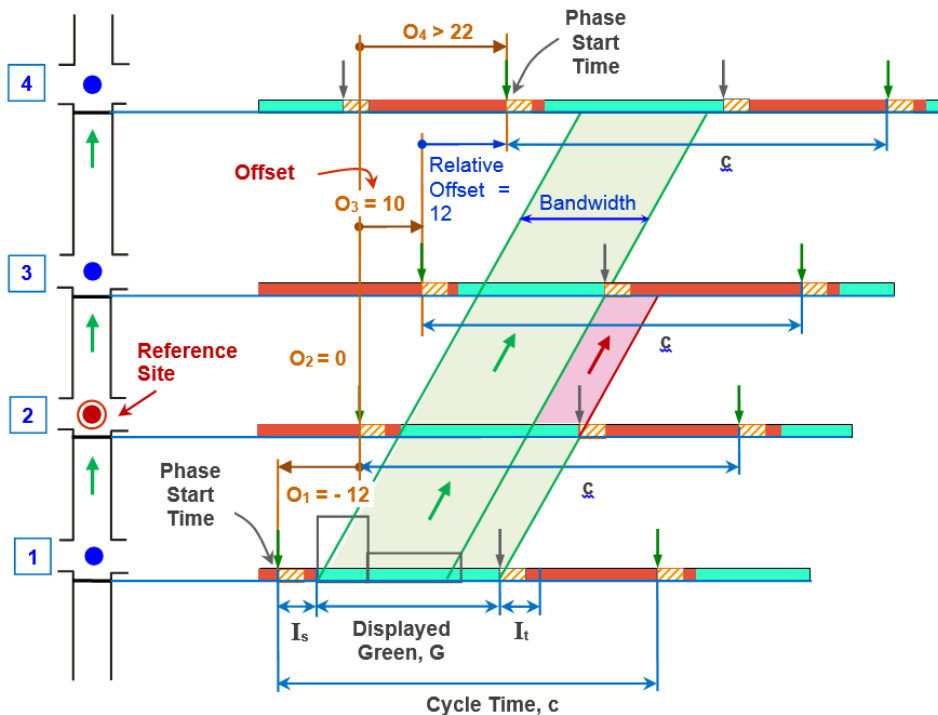 O4 > 22
Phase
Start
Time
4
Offset
Relative
Offset =
12
c
O3 = 10
Bandwidth
3
Reference
Site
O2 = 0
c
2
Phase
Start
Time
O1 = - 12
c
1
Is
Displayed
Green, G
It
Cycle Time, c